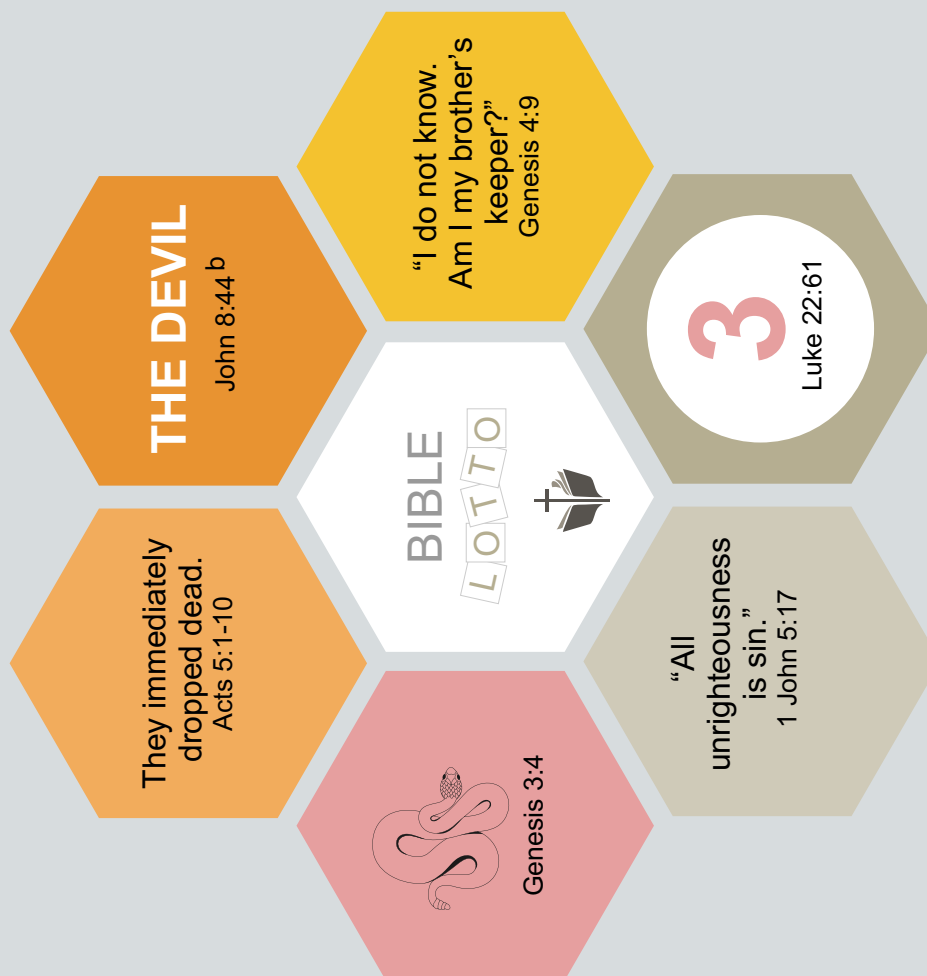 They immediately
dropped dead.
Acts 5:1-10
THE DEVIL
John 8:44 b
Genesis 3:4
BIBLE
LOTTO
“I do not know.
Am I my brother’s
keeper?”
Genesis 4:9
“All
unrighteousness
is sin.”
1 John 5:17
3
Luke 22:61